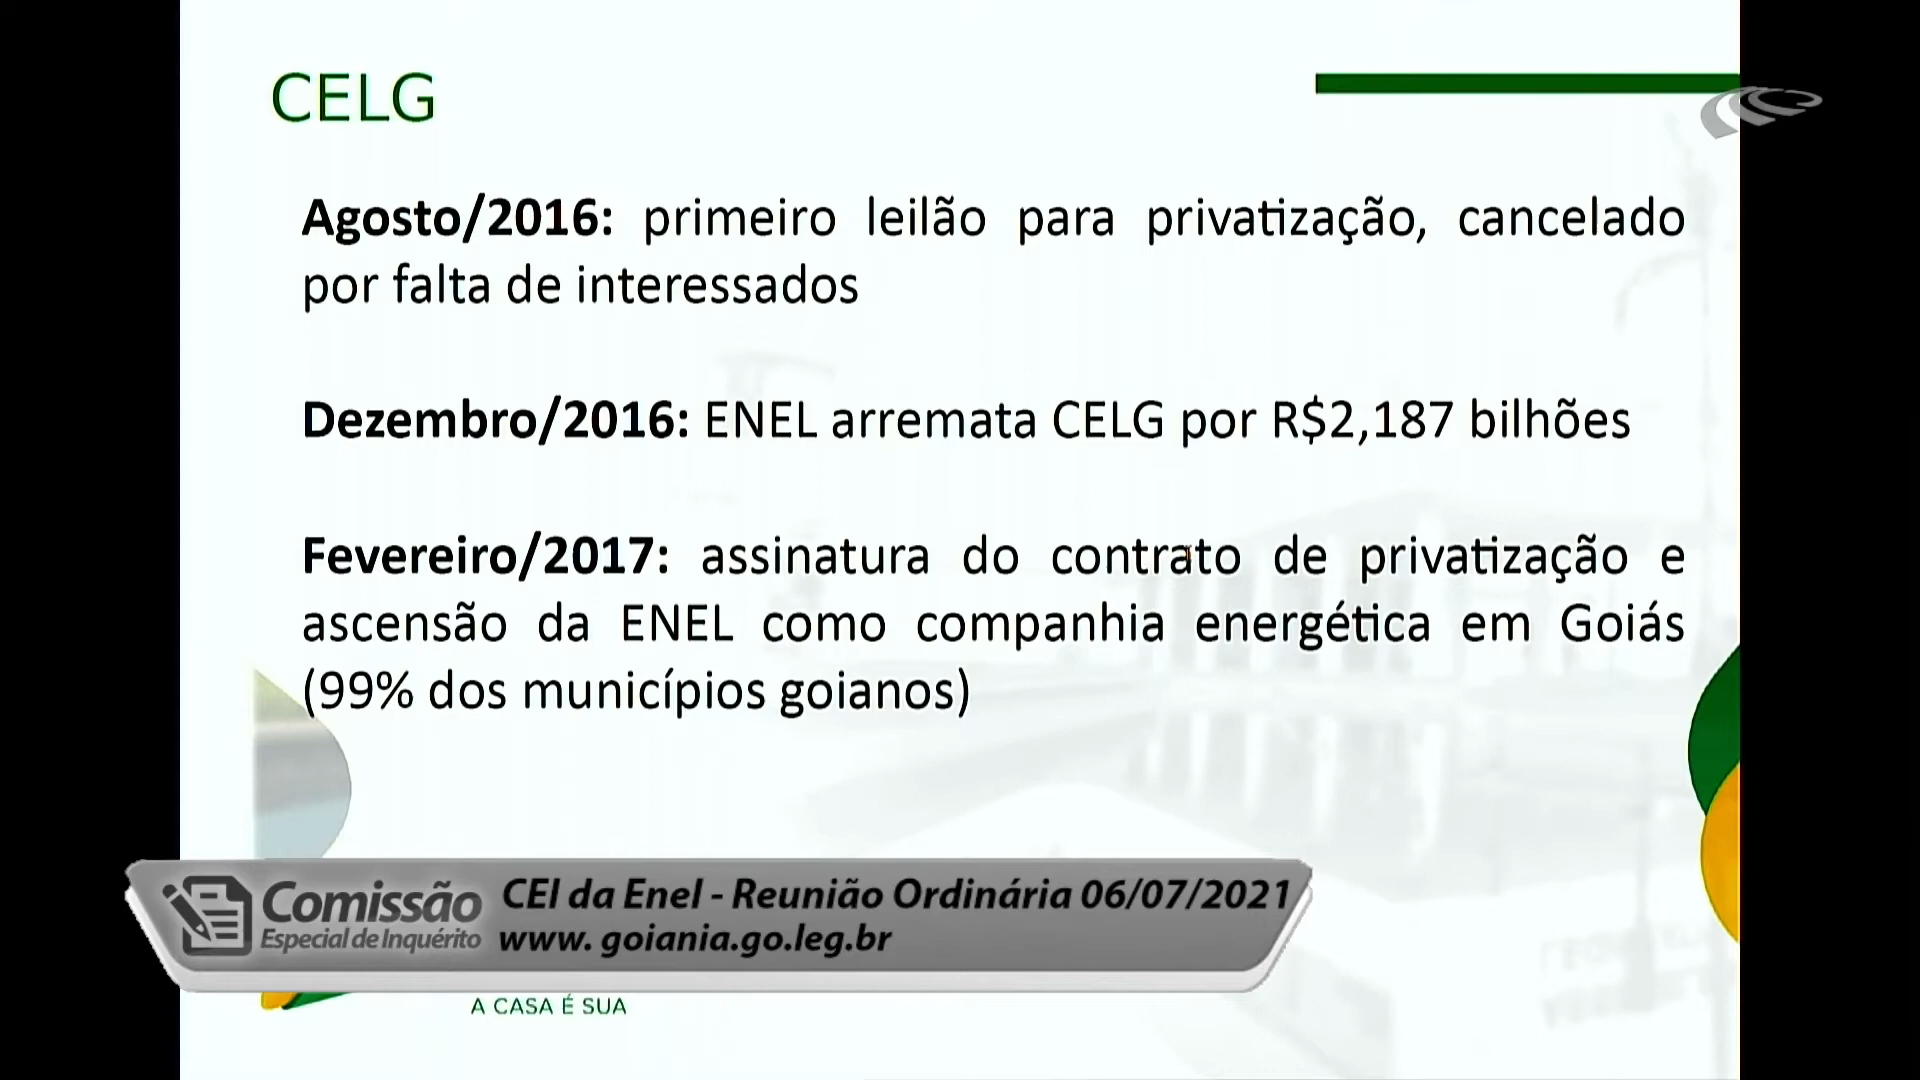 CELG
Agosto/2016: primeiro leilão para privatização, cancelado
por falta de interessados
Dezembro/2016: ENEL arremata CELG por R$2,187 bilhões
Fevereiro/2017: assinatura do contrato de privatização e
ascensão da ENEL como companhia energética em Goiás
(99% dos municípios goianos)
Comissão
Especial de Inquérito
CEI da Enel - Reunião Ordinária 06/07/2021
www. goiania.go.leg.br
A CASA É SUA